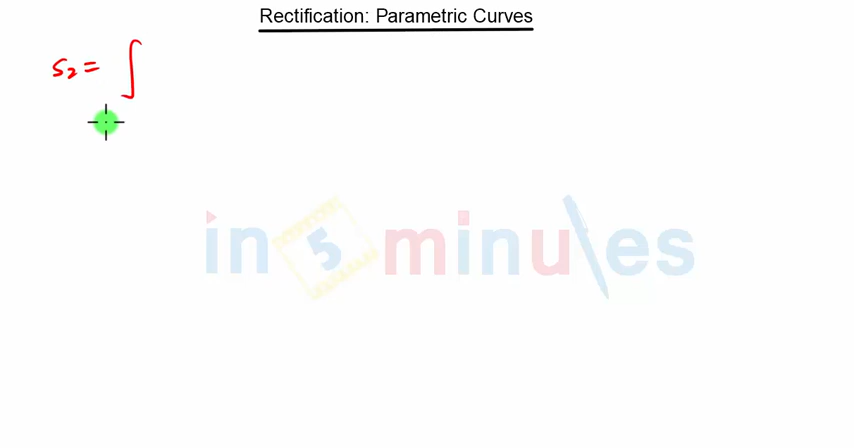 Rectification: Parametric Curves
S₂ = ∫
in 5 minutes